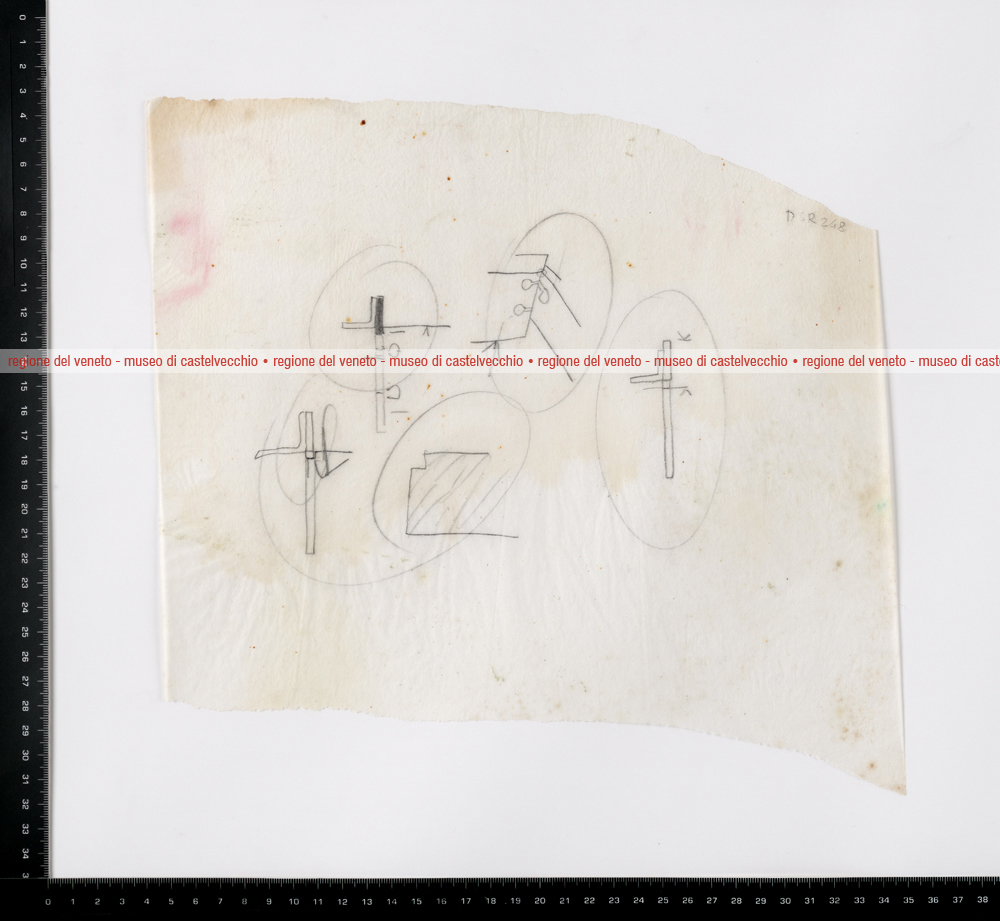 D R 268
regione del veneto - museo di castelvecchio • regione del veneto - museo di castelvecchio • regione del veneto - museo di castelvecchio • regione del veneto - museo di caste
0 1 2 3 4 5 6 7 8 9 10 11 12 13 15 16 17 18 19 20 21 22 23 24 25 26 27 28 29 30 31 32 33 34 3
0 1 2 3 4 5 6 7 8 9 10 11 12 13 14 15 16 17 18 19 20 21 22 23 24 25 26 27 28 29 30 31 32 33 34 35 36 37 38